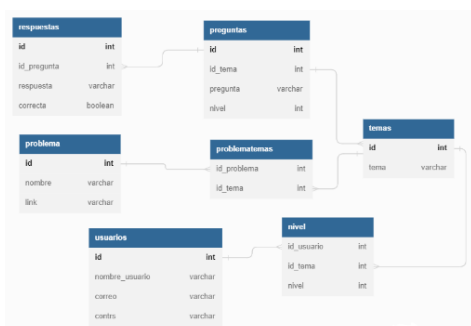 respuestas
id int
id_pregunta int
respuesta varchar
correcta boolean
preguntas
id int
id_tema int
pregunta varchar
nivel int
temas
id int
tema varchar
problema
id int
nombre varchar
link varchar
problematemas
id_problema int
id_tema int
nivel
id_usuario int
id_tema int
nivel int
usuarios
id int
nombre_usuario varchar
correo varchar
contrs varchar